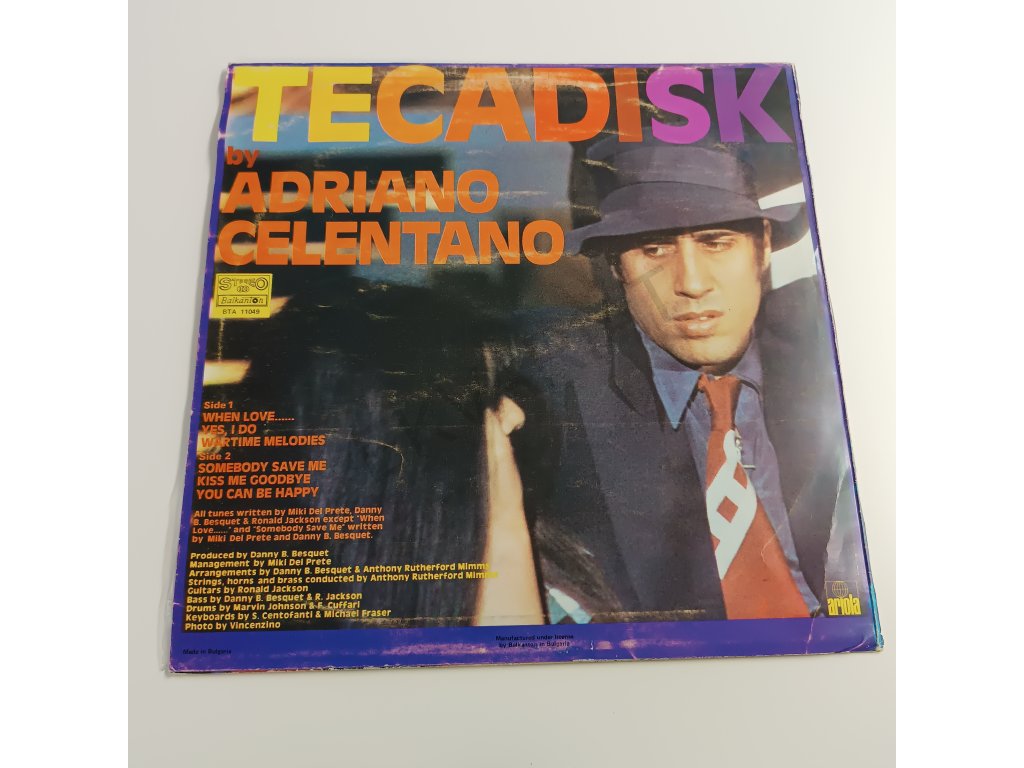 TECADISK
by
ADRIANO
CELENTANO
STEREO
Balkanton
BTA 11049
Side 1
WHEN LOVE......
YES, I DO
WARTIME MELODIES
Side 2
SOMEBODY SAVE ME
KISS ME GOODBYE
YOU CAN BE HAPPY
All tunes written by Miki Del Prete, Danny
B. Besquet & Ronald Jackson except "When
Love......" and "Somebody Save Me" written
by Miki Del Prete and Danny B. Besquet.
Produced by Danny B. Besquet
Management by Miki Del Prete
Arrangements by Danny B. Besquet & Anthony Rutherford Mimms
Strings, horns and brass conducted by Anthony Rutherford Mimms
Guitars by Ronald Jackson
Bass by Danny B. Besquet & R. Jackson
Drums by Marvin Johnson & F. Cuffari
Keyboards by S. Centofanti & Michael Fraser
Photo by Vincenzino
ariola
Made in Bulgaria
Manufactured under license
by Balkanton in Bulgaria